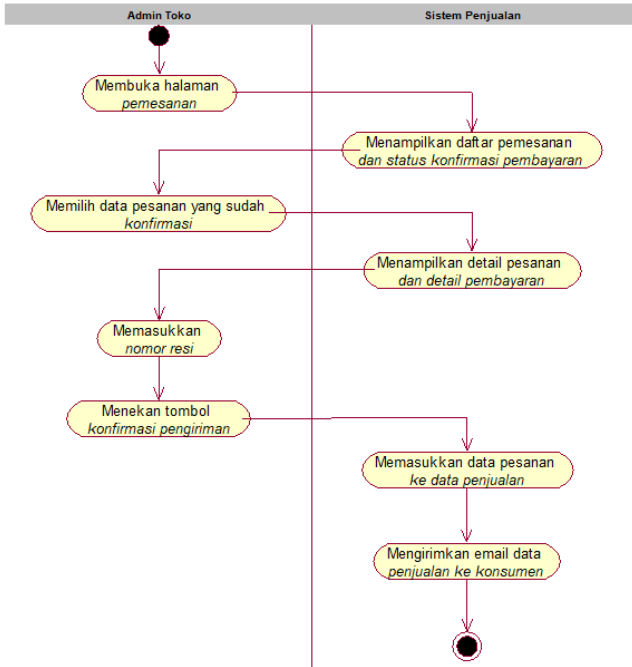 Admin Toko
Sistem Penjualan
Membuka halaman
pemesanan
Menampilkan daftar pemesanan
dan status konfirmasi pembayaran
Memilih data pesanan yang sudah
konfirmasi
Menampilkan detail pesanan
dan detail pembayaran
Memasukkan
nomor resi
Menekan tombol
konfirmasi pengiriman
Memasukkan data pesanan
ke data penjualan
Mengirimkan email data
penjualan ke konsumen